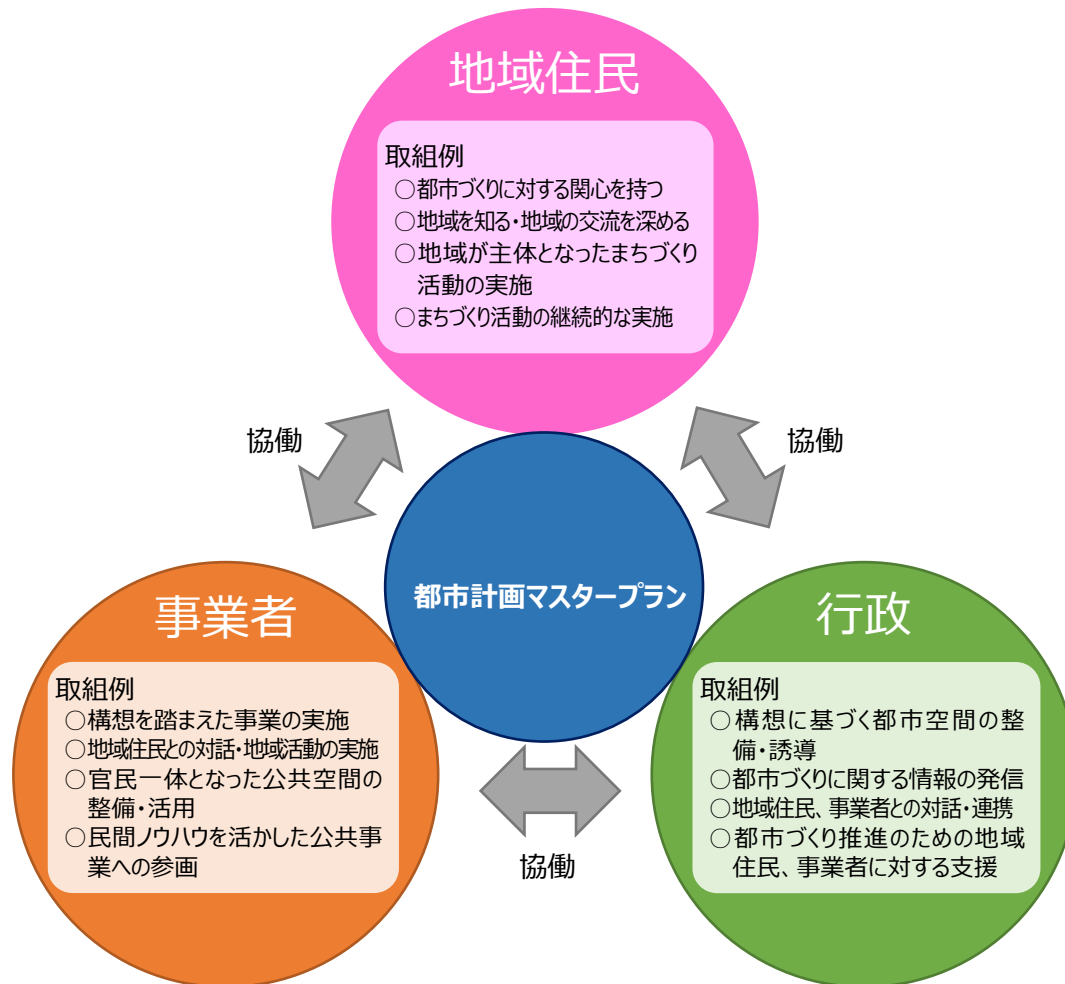 地域住民
取組例
○都市づくりに対する関心を持つ
○地域を知る・地域の交流を深める
○地域が主体となったまちづくり
活動の実施
○まちづくり活動の継続的な実施
協働
協働
都市計画マスタープラン
事業者
取組例
○構想を踏まえた事業の実施
○地域住民との対話・地域活動の実施
○官民一体となった公共空間の
整備・活用
○民間ノウハウを活かした公共事
業への参画
行政
取組例
○構想に基づく都市空間の整
備・誘導
○都市づくりに関する情報の発信
○地域住民、事業者との対話・連携
○都市づくり推進のための地域
住民、事業者に対する支援
協働